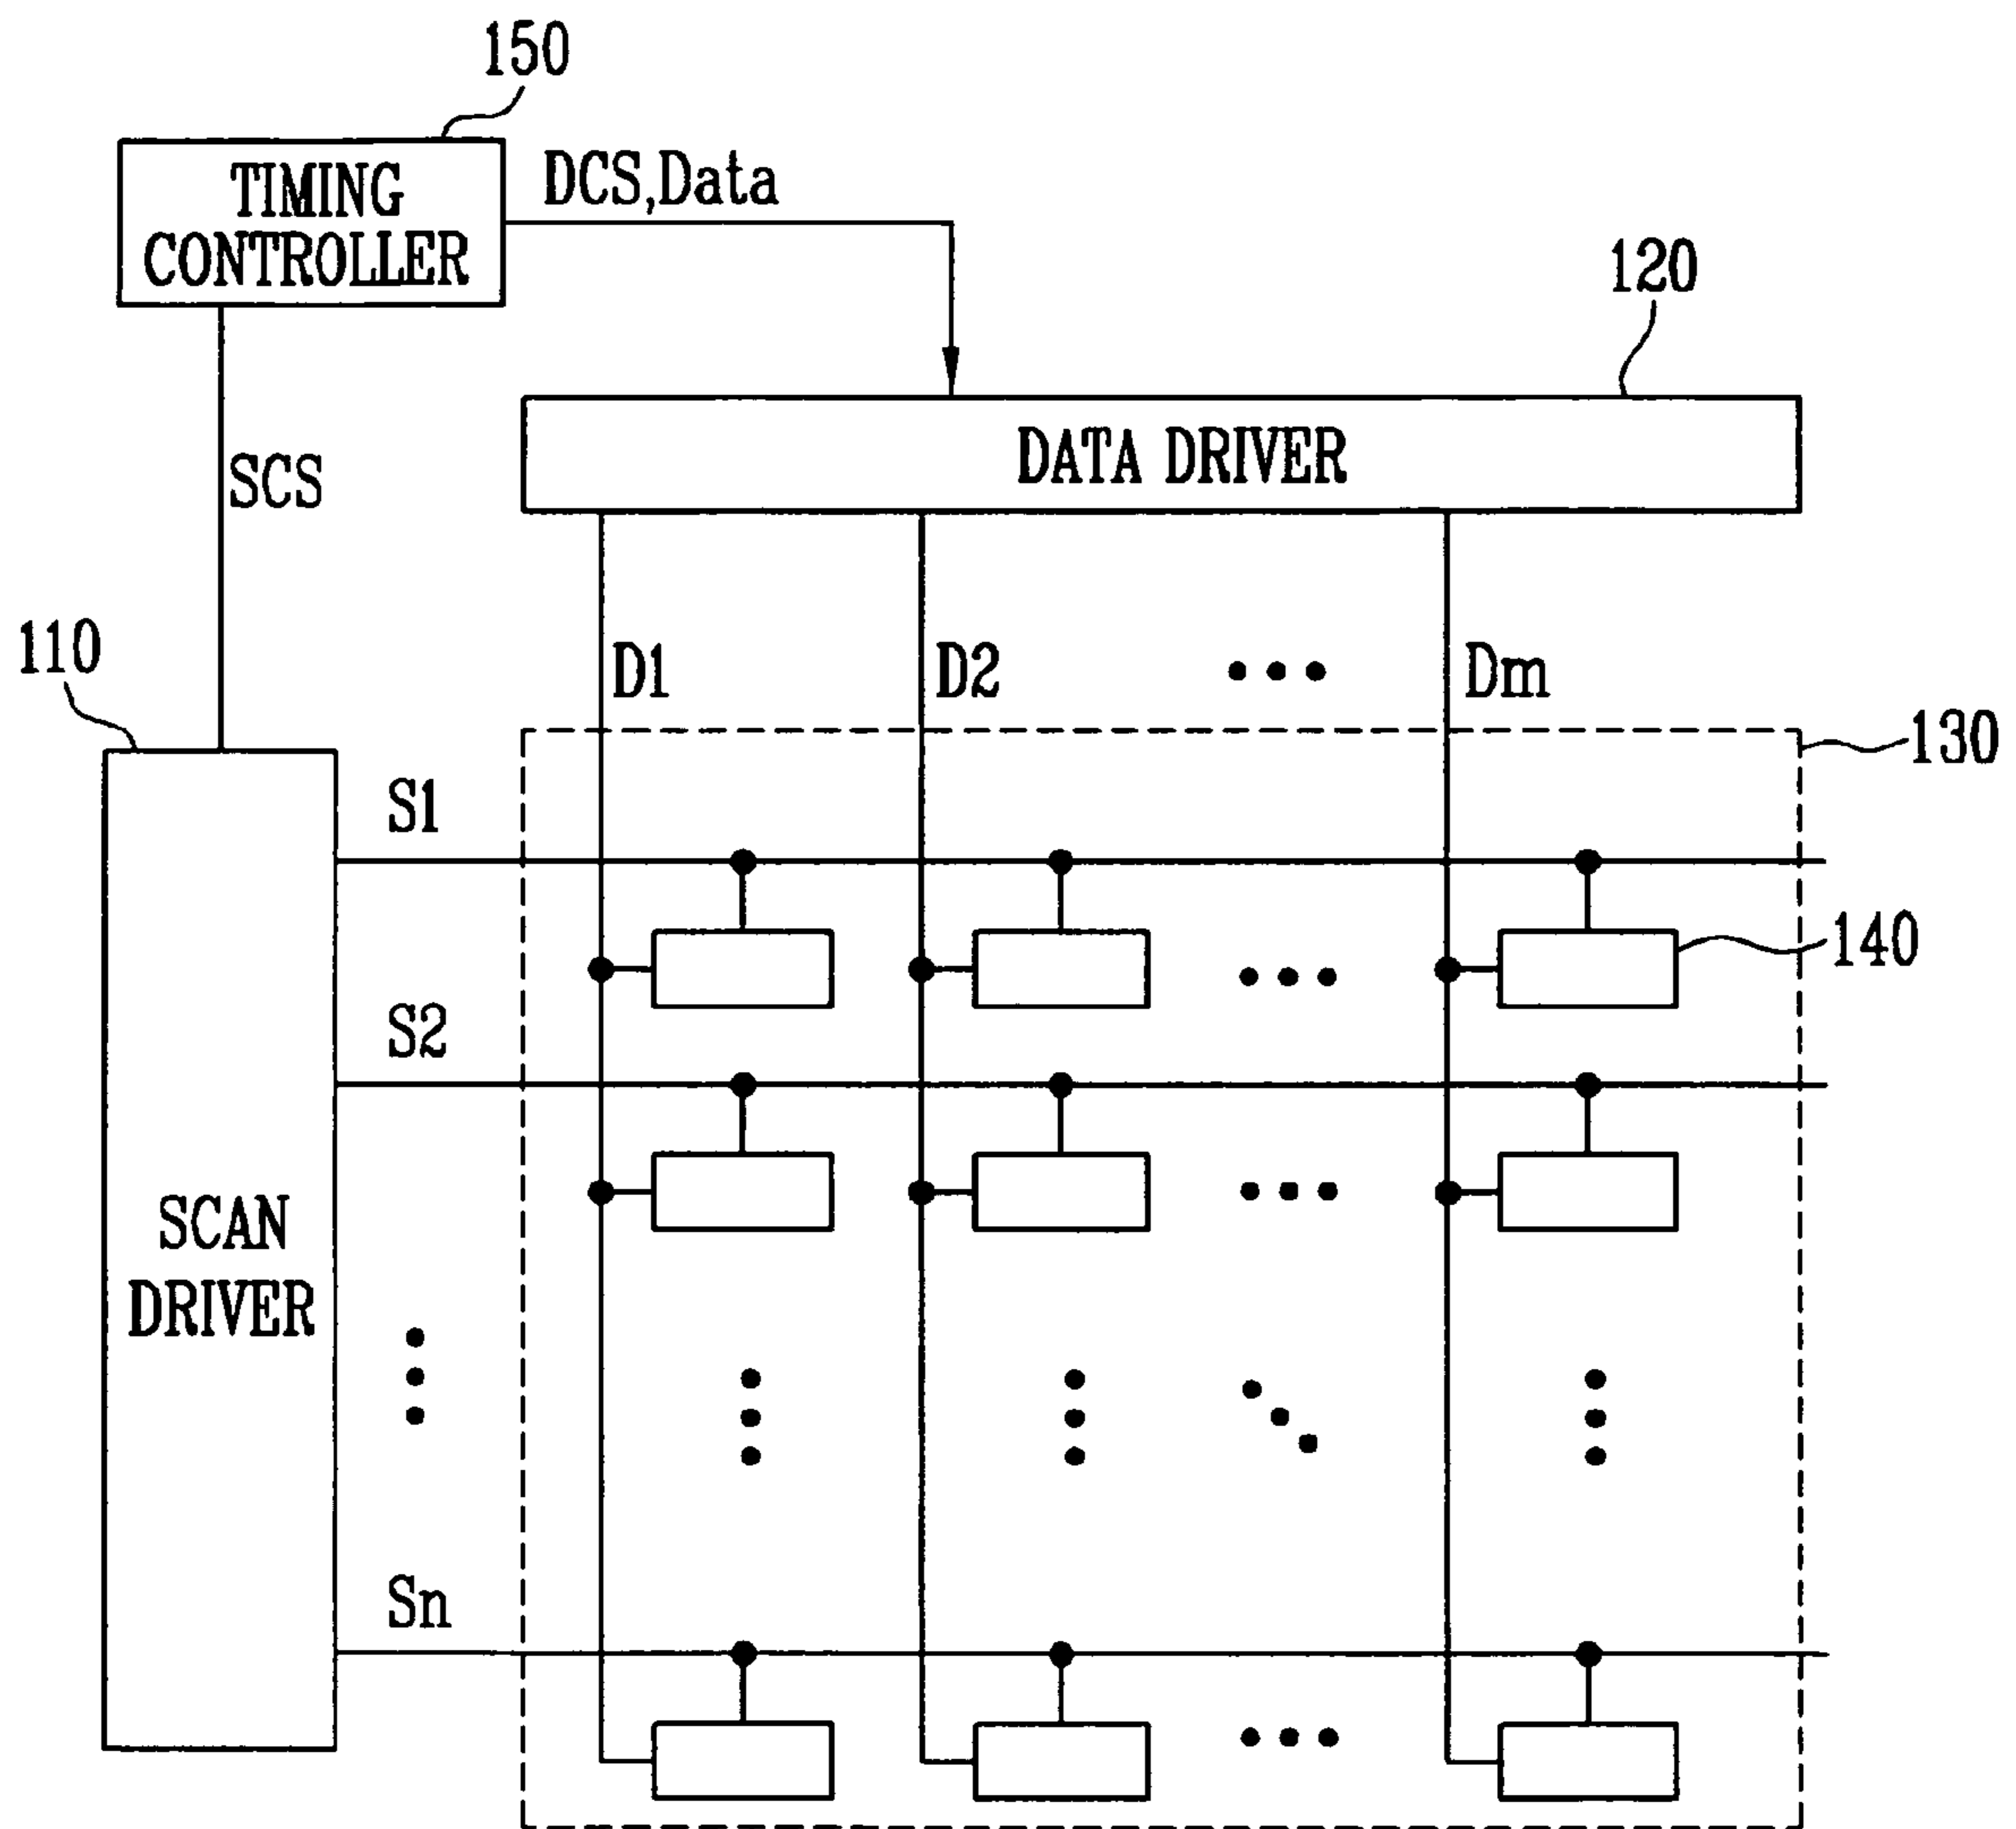 150
TIMING
CONTROLLER
DCS,Data
120
DATA DRIVER
SCS
110
D1
D2
Dm
130
S1
140
S2
SCAN
DRIVER
Sn